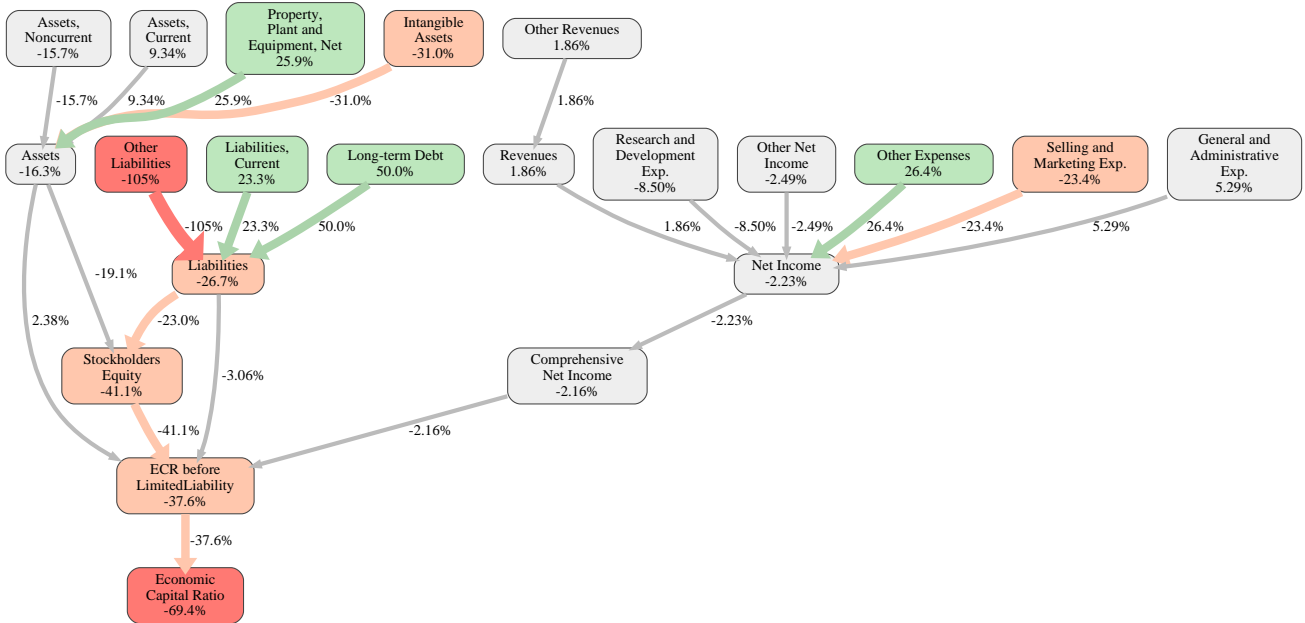 Assets,
Noncurrent
-15.7%
Assets,
Current
9.34%
Property,
Plant and
Equipment, Net
25.9%
Intangible
Assets
-31.0%
Other Revenues
1.86%
-15.7%
9.34%
25.9%
-31.0%
1.86%
Assets
-16.3%
Other
Liabilities
-105%
Liabilities,
Current
23.3%
Long-term Debt
50.0%
Revenues
1.86%
Research and
Development
Exp.
-8.50%
Other Net
Income
-2.49%
Other Expenses
26.4%
Selling and
Marketing Exp.
-23.4%
General and
Administrative
Exp.
5.29%
-105%
23.3%
50.0%
1.86%
-8.50%
-2.49%
26.4%
-23.4%
5.29%
Liabilities
-26.7%
Net Income
-2.23%
-19.1%
2.38%
-23.0%
-2.23%
Stockholders
Equity
-41.1%
-3.06%
Comprehensive
Net Income
-2.16%
-41.1%
-2.16%
ECR before
LimitedLiability
-37.6%
-37.6%
Economic
Capital Ratio
-69.4%